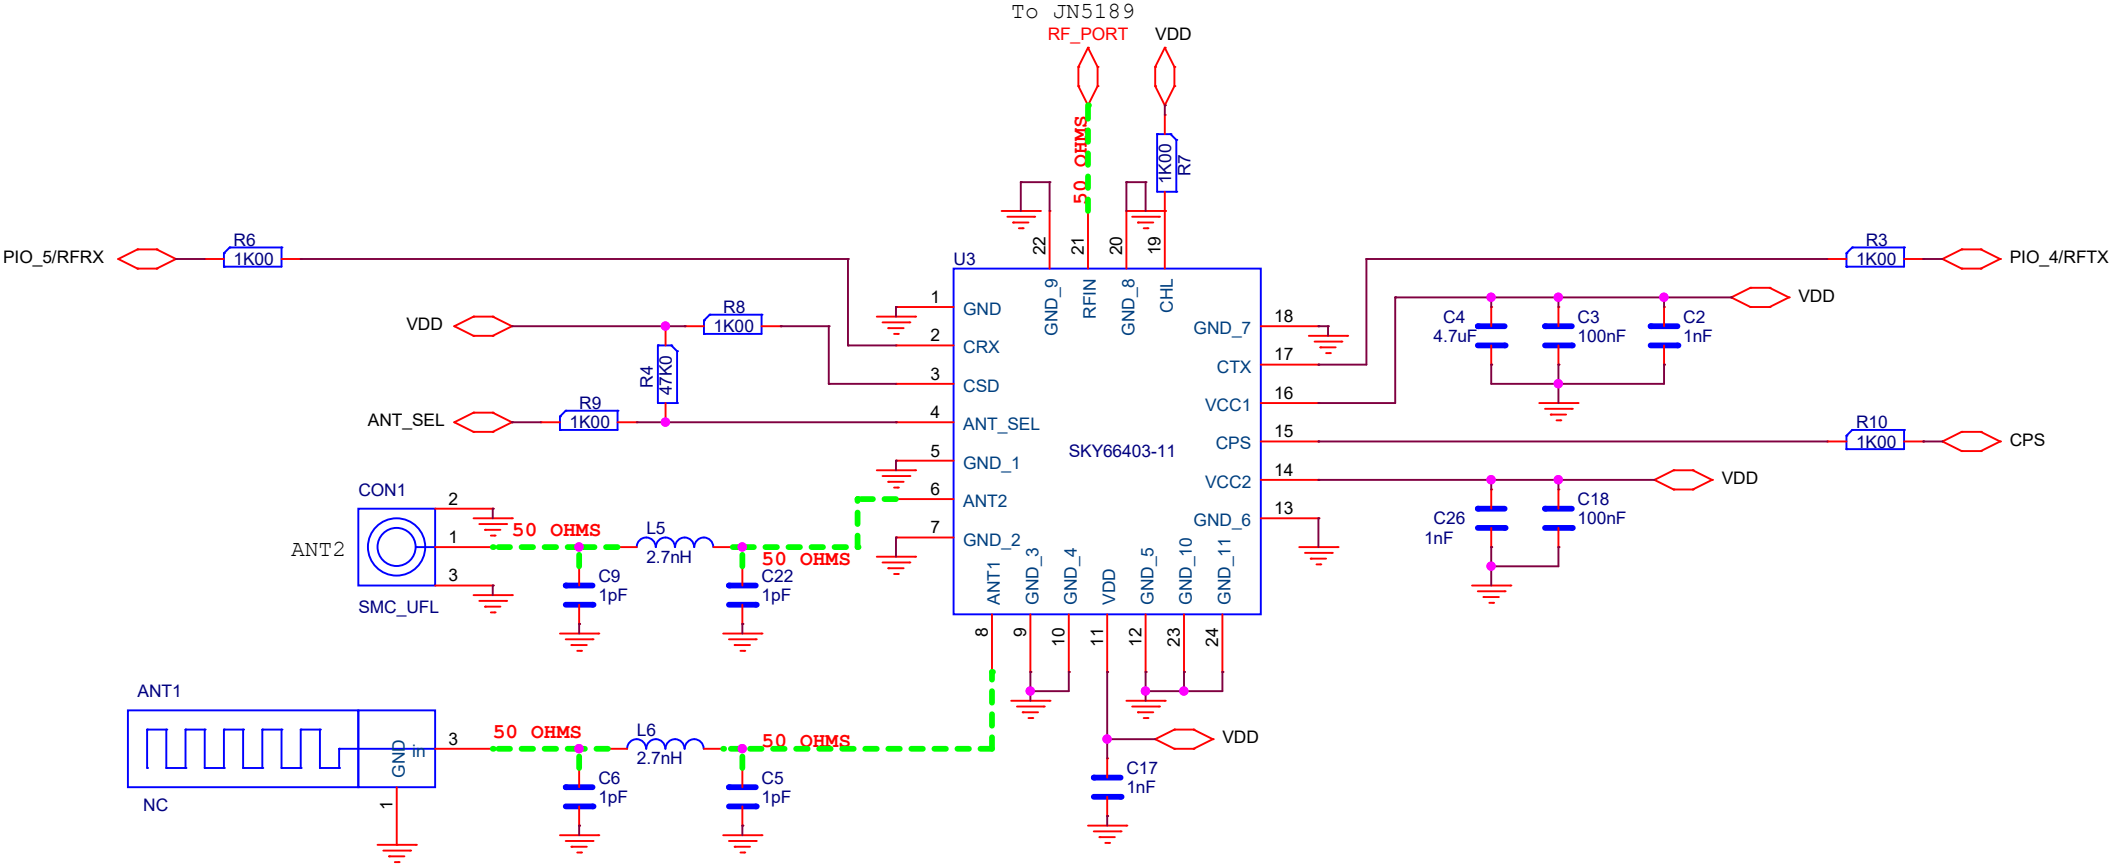 To JN5189
RF_PORT
VDD
50 OHMS
1K00
R7
22
21
20
19
PIO_5/RFRX
R6
1K00
R3
1K00
PIO_4/RFTX
U3
GND_9
RFIN
GND_8
CHL
1
GND
2
CRX
3
CSD
4
ANT_SEL
5
GND_1
6
ANT2
7
GND_2
VDD
R8
1K00
R4
47K0
ANT_SEL
R9
1K00
SKY66403-11
GND_7
18
CTX
17
VCC1
16
CPS
15
VCC2
14
GND_6
13
VDD
C4
4.7uF
C3
100nF
C2
1nF
R10
1K00
CPS
VDD
C26
1nF
C18
100nF
ANT1
GND_3
GND_4
VDD
GND_5
GND_10
GND_11
8
9
10
11
12
23
24
CON1
2
1
3
ANT2
SMC_UFL
50 OHMS
L5
2.7nH
50 OHMS
C9
1pF
C22
1pF
ANT1
GND
in
3
1
NC
50 OHMS
L6
2.7nH
50 OHMS
C6
1pF
C5
1pF
VDD
C17
1nF